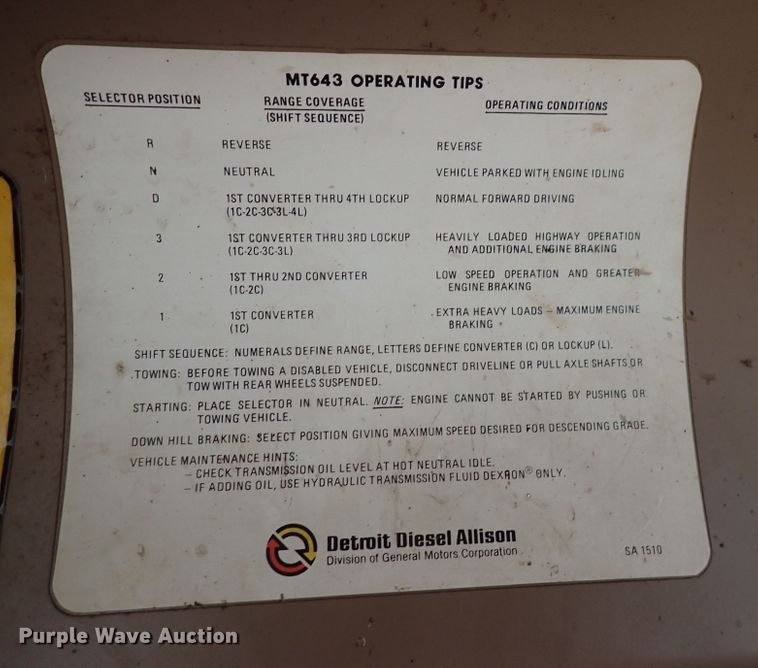 MT643 OPERATING TIPS
SELECTOR POSITION RANGE COVERAGE OPERATING CONDITIONS
(SHIFT SEQUENCE)
R REVERSE REVERSE
N NEUTRAL VEHICLE PARKED WITH ENGINE IDLING
D 1ST CONVERTER THRU 4TH LOCKUP NORMAL FORWARD DRIVING
(1C-2C-3C-3L-4L)
3 1ST CONVERTER THRU 3RD LOCKUP HEAVILY LOADED HIGHWAY OPERATION
(1C-2C-3C-3L) AND ADDITIONAL ENGINE BRAKING
2 1ST THRU 2ND CONVERTER LOW SPEED OPERATION AND GREATER
(1C-2C) ENGINE BRAKING
1 1ST CONVERTER EXTRA HEAVY LOADS – MAXIMUM ENGINE
(1C) BRAKING
SHIFT SEQUENCE: NUMERALS DEFINE RANGE, LETTERS DEFINE CONVERTER (C) OR LOCKUP (L).
TOWING: BEFORE TOWING A DISABLED VEHICLE, DISCONNECT DRIVELINE OR PULL AXLE SHAFTS OR
TOW WITH REAR WHEELS SUSPENDED.
STARTING: PLACE SELECTOR IN NEUTRAL. NOTE: ENGINE CANNOT BE STARTED BY PUSHING OR
TOWING VEHICLE.
DOWN HILL BRAKING: SELECT POSITION GIVING MAXIMUM SPEED DESIRED FOR DESCENDING GRADE.
VEHICLE MAINTENANCE HINTS:
– CHECK TRANSMISSION OIL LEVEL AT HOT NEUTRAL IDLE.
– IF ADDING OIL, USE HYDRAULIC TRANSMISSION FLUID DEXRON® ONLY.
Detroit Diesel Allison
Division of General Motors Corporation
SA 1510
Purple Wave Auction